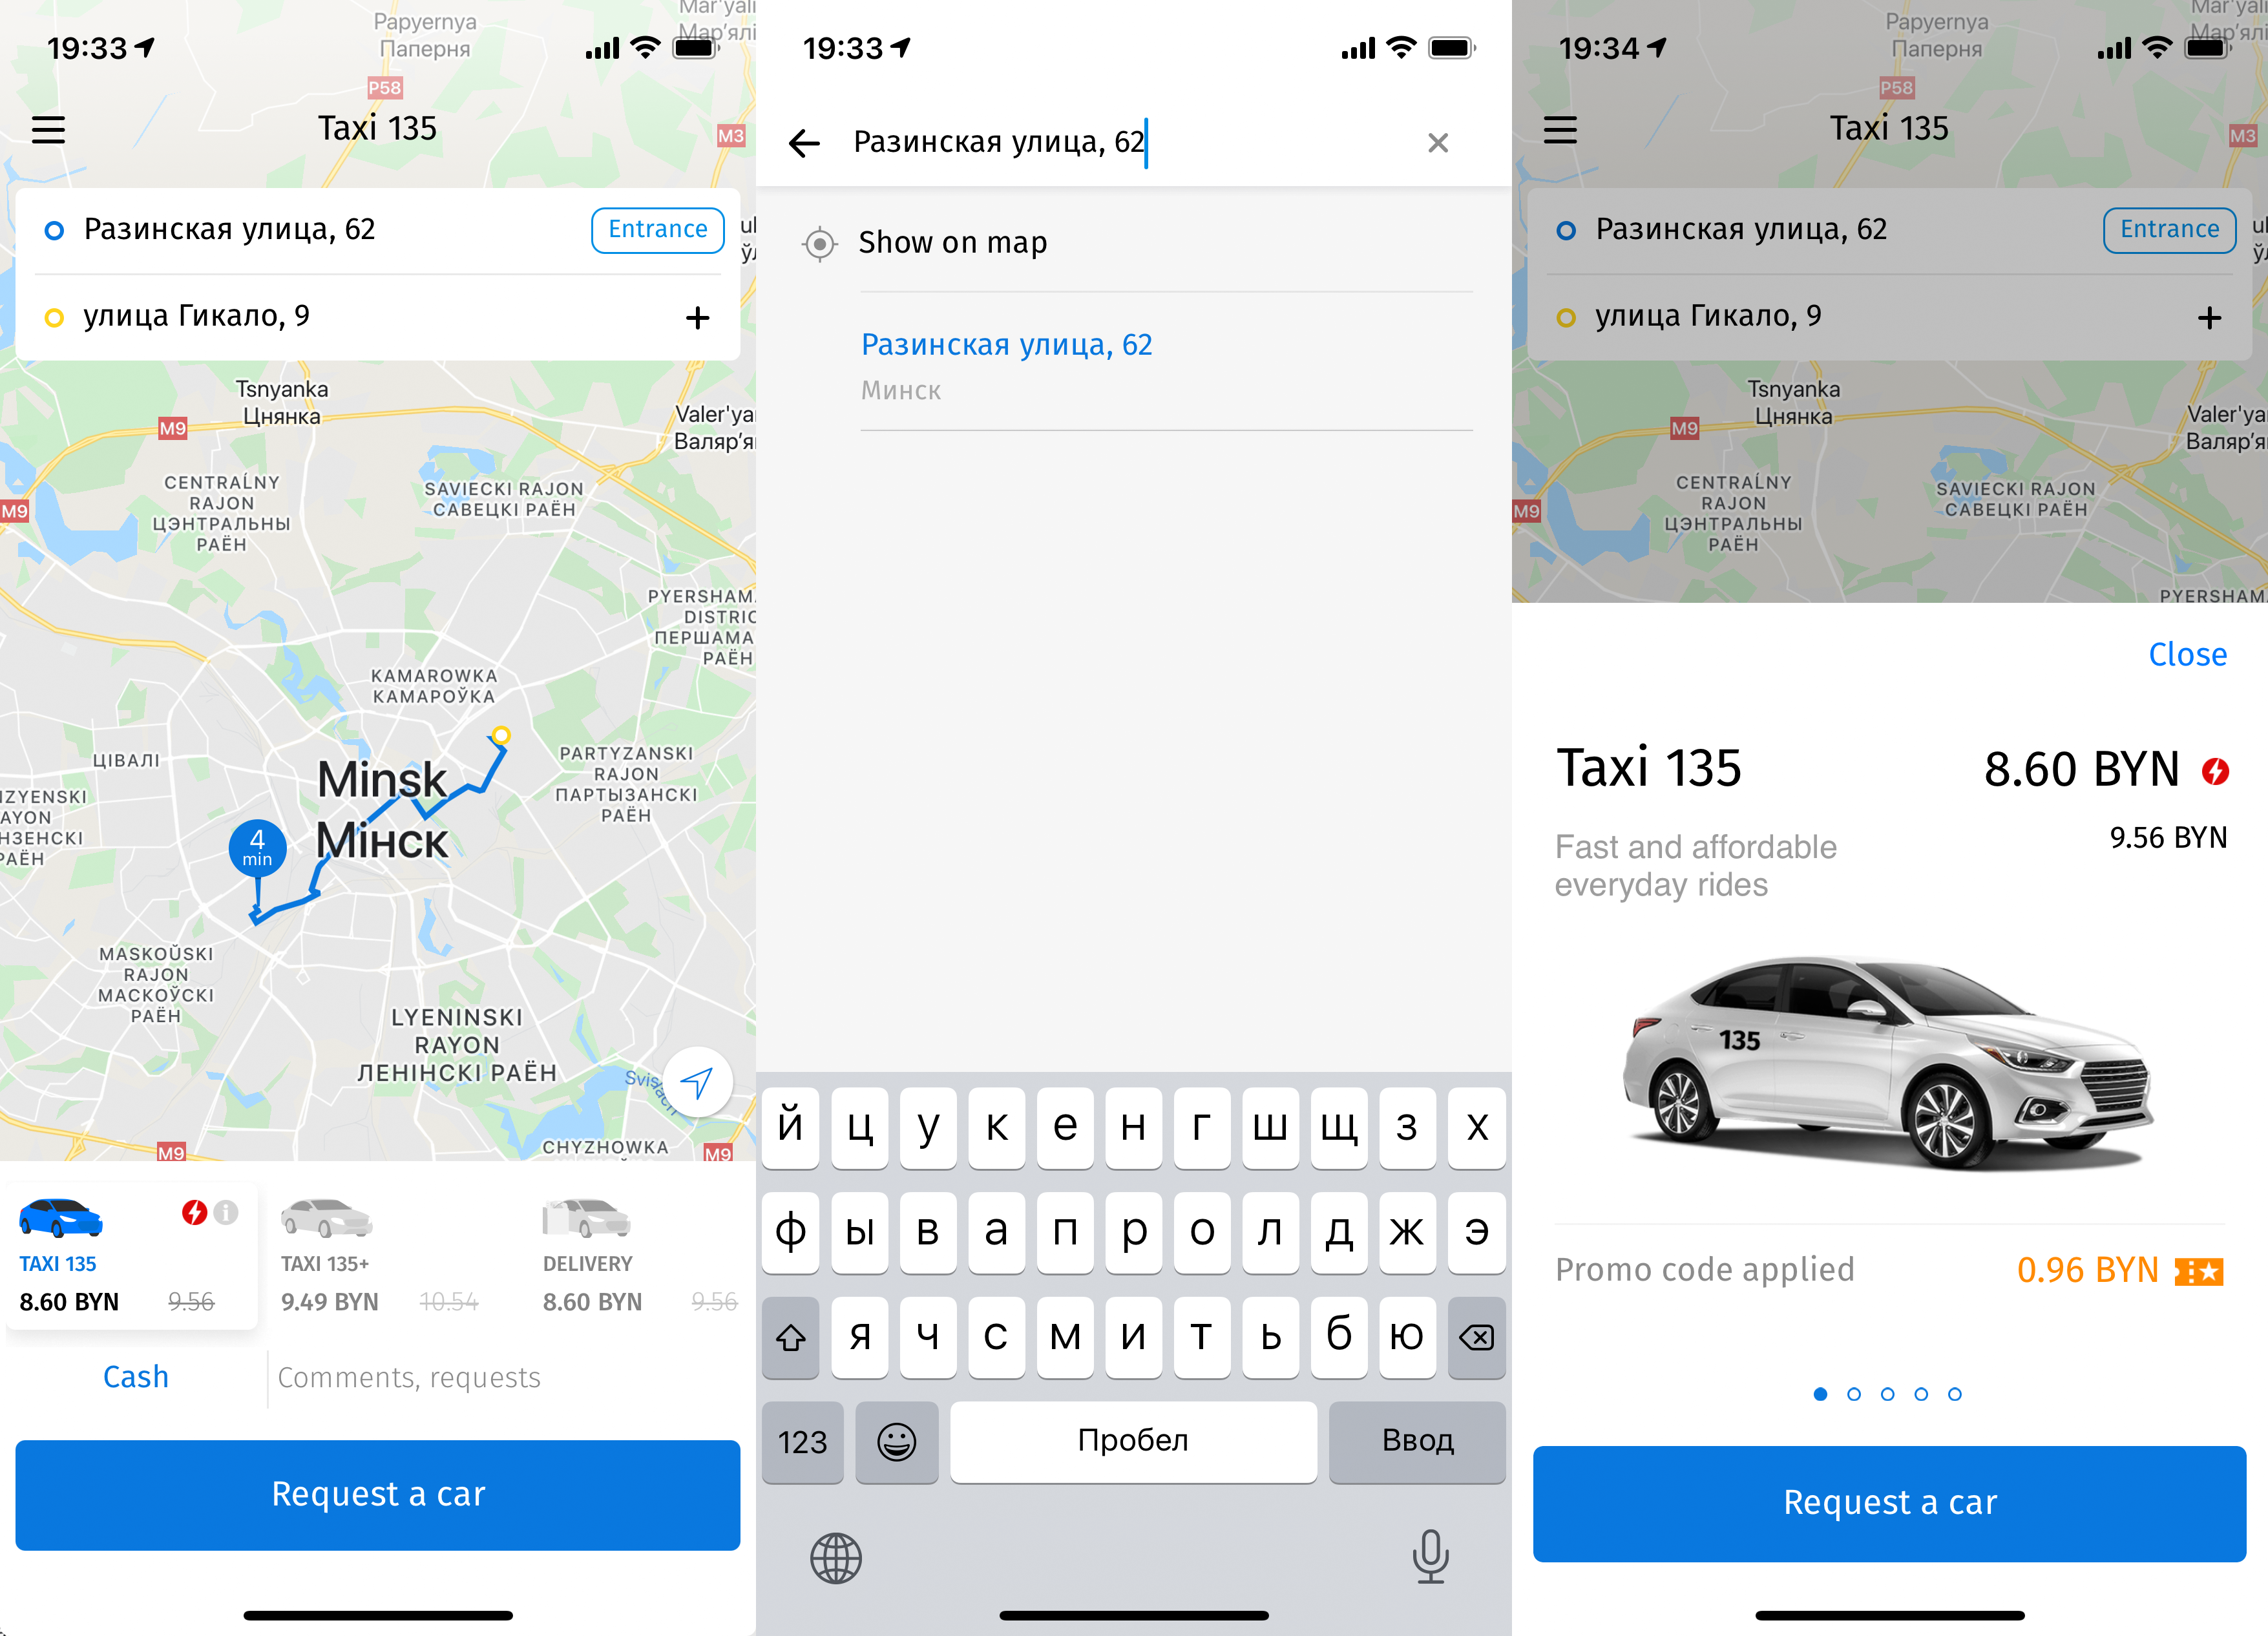 Mar'yali
Papyernya
Мар'ялі
Паперня
19:33
P58
M3
Taxi 135
Разинская улица, 62
Entrance
улица Гикало, 9
+
Tsnyanka
Цнянка
M9
Valer'ya
Валяр'я
CENTRAĹNY
RAJON
ЦЭНТРАЛЬНЫ
РАЁН
SAVIECKI RAJON
САВЕЦКІ РАЁН
M9
PYERSHAMA
DISTRIC
ПЕРШАМА
РАЁН
KAMAROWKA
КАМАРОЎКА
ЦІВАЛІ
Minsk
Мінск
PARTYZANSKI
RAJON
ПАРТЫЗАНСКІ
РАЁН
IZYENSKI
AYON
НЗЕНСКІ
РАЁН
4
min
MASKOŬSKI
RAJON
МАСКОЎСКІ
РАЁН
LYENINSKI
RAYON
ЛЕНІНСКІ РАЁН
Svislach
CHYZHOWKA
M9
M9
TAXI 135
8.60 BYN 9.56
TAXI 135+
9.49 BYN 10.54
DELIVERY
8.60 BYN 9.56
Cash
Comments, requests
Request a car
19:33
Разинская улица, 62
Show on map
Разинская улица, 62
Минск
й ц у к е н г ш щ з х
ф ы в а п р о л д ж э
я ч с м и т ь б ю
123 Пробел Ввод
Mar'yali
Papyernya
Мар'ялі
Паперня
19:34
P58
M3
Taxi 135
Разинская улица, 62
Entrance
улица Гикало, 9
+
Tsnyanka
Цнянка
M9
Valer'ya
Валяр'я
CENTRAĹNY
RAJON
ЦЭНТРАЛЬНЫ
РАЁН
SAVIECKI RAJON
САВЕЦКІ РАЁН
M9
PYERSHAM
Close
Taxi 135
8.60 BYN
9.56 BYN
Fast and affordable
everyday rides
135
Promo code applied
0.96 BYN
Request a car